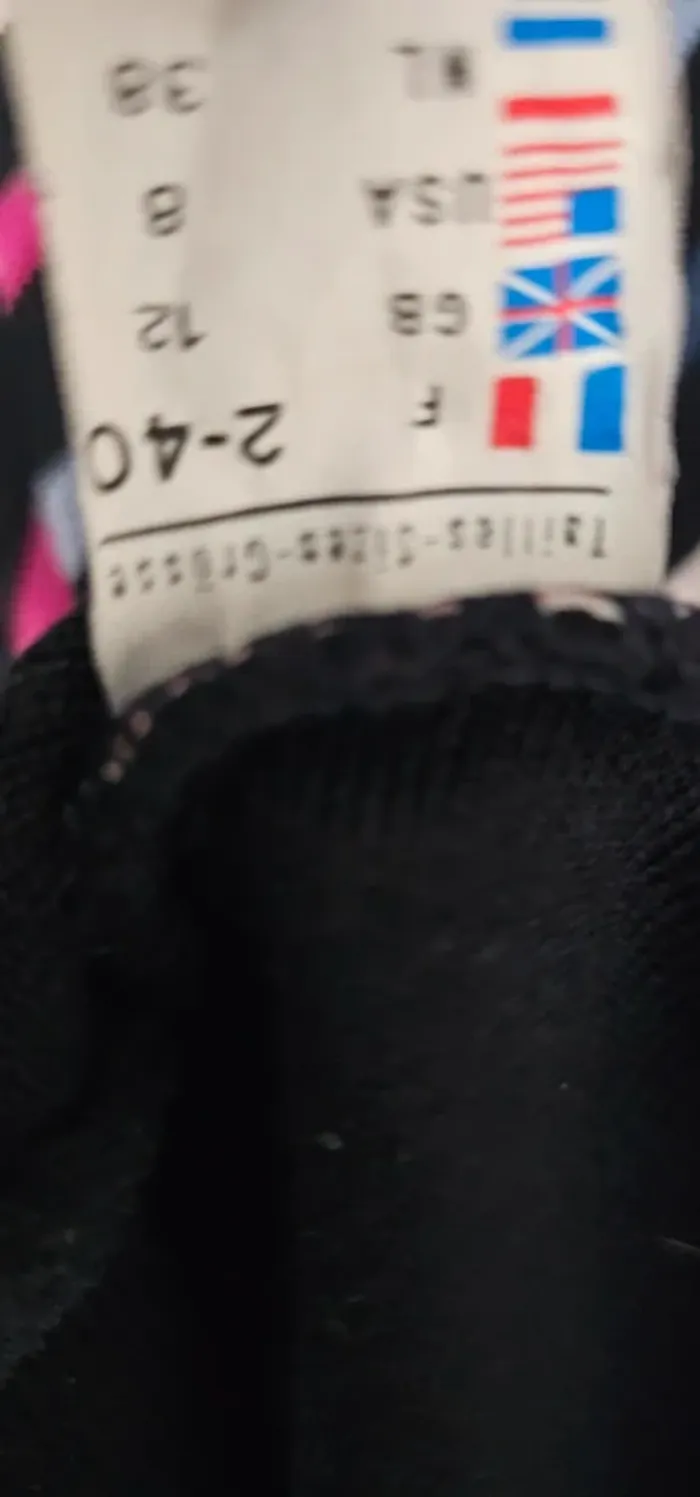 Tailles-Sizes-Grösse
F 2-40
GB 12
USA 8
NL 38